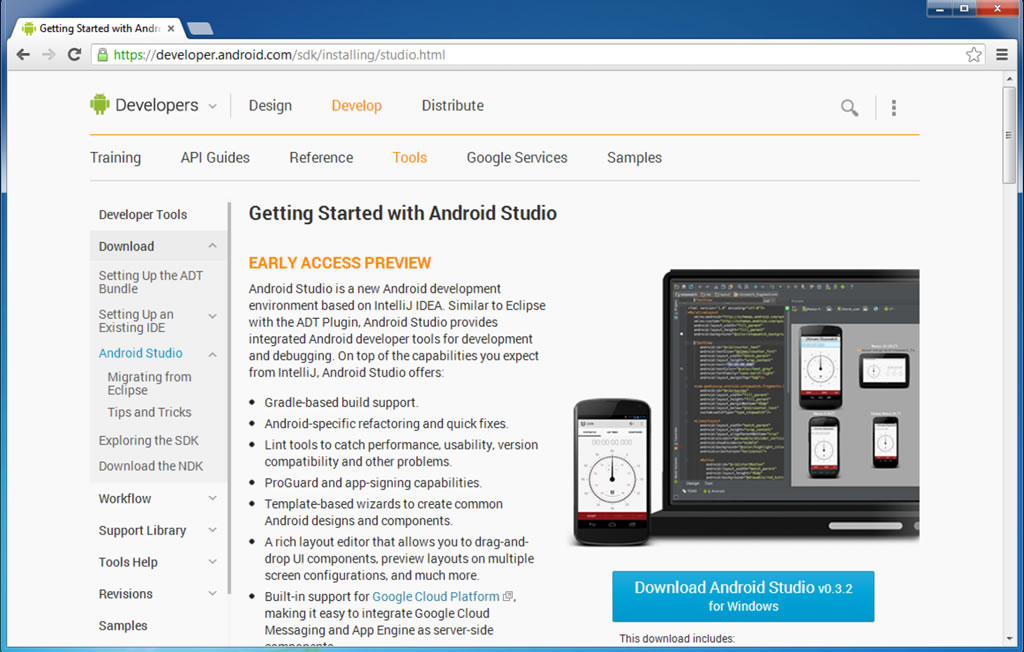 Getting Started with Andr
https://developer.android.com/sdk/installing/studio.html
Developers
Design
Develop
Distribute
Training
API Guides
Reference
Tools
Google Services
Samples
Developer Tools
Download
Setting Up the ADT
Bundle
Setting Up an
Existing IDE
Android Studio
Migrating from
Eclipse
Tips and Tricks
Exploring the SDK
Download the NDK
Workflow
Support Library
Tools Help
Revisions
Samples
Getting Started with Android Studio
EARLY ACCESS PREVIEW
Android Studio is a new Android development
environment based on IntelliJ IDEA. Similar to Eclipse
with the ADT Plugin, Android Studio provides
integrated Android developer tools for development
and debugging. On top of the capabilities you expect
from IntelliJ, Android Studio offers:
Gradle-based build support.
Android-specific refactoring and quick fixes.
Lint tools to catch performance, usability, version
compatibility and other problems.
ProGuard and app-signing capabilities.
Template-based wizards to create common
Android designs and components.
A rich layout editor that allows you to drag-and-
drop UI components, preview layouts on multiple
screen configurations, and much more.
Built-in support for Google Cloud Platform,
making it easy to integrate Google Cloud
Messaging and App Engine as server-side
components
00:00:00.000
Download Android Studio v0.3.2
for Windows
This download includes: